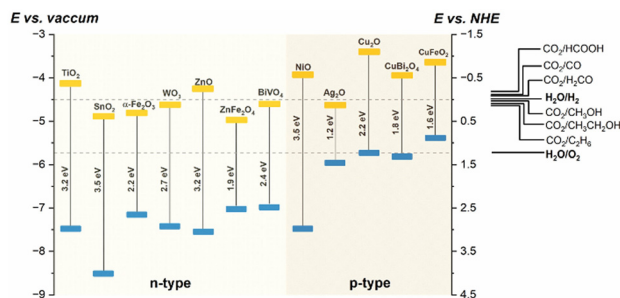 E vs. vaccum
E vs. NHE
−3
−4
−5
−6
−7
−8
−9
TiO₂
3.2 eV
SnO₂
3.5 eV
α-Fe₂O₃
2.2 eV
WO₃
2.7 eV
ZnO
3.2 eV
ZnFe₂O₄
1.9 eV
BiVO₄
2.4 eV
NiO
3.5 eV
Ag₂O
1.2 eV
Cu₂O
2.2 eV
CuBi₂O₄
1.8 eV
CuFeO₂
1.6 eV
n-type
p-type
−1.5
−0.5
0.5
1.5
2.5
3.5
4.5
CO₂/HCOOH
CO₂/CO
CO₂/H₂CO
H₂O/H₂
CO₂/CH₃OH
CO₂/CH₃CH₂OH
CO₂/C₂H₆
H₂O/O₂